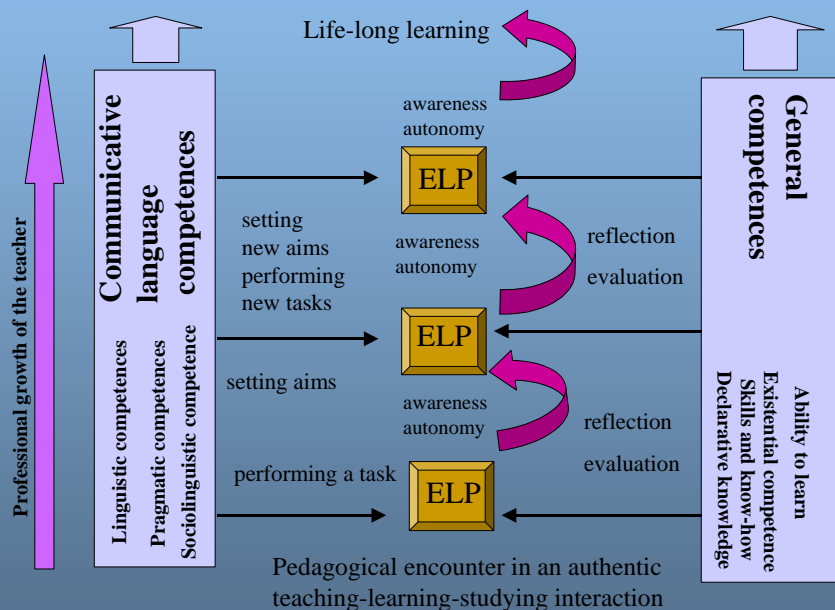 Life-long learning
Professional growth of the teacher
Communicative
language
competences
Linguistic competences
Pragmatic competences
Sociolinguistic competence
General
competences
Ability to learn
Existential competence
Skills and know-how
Declarative knowledge
awareness
autonomy
ELP
setting
new aims
performing
new tasks
awareness
autonomy
reflection
evaluation
ELP
setting aims
awareness
autonomy
reflection
evaluation
performing a task
ELP
Pedagogical encounter in an authentic
teaching-learning-studying interaction